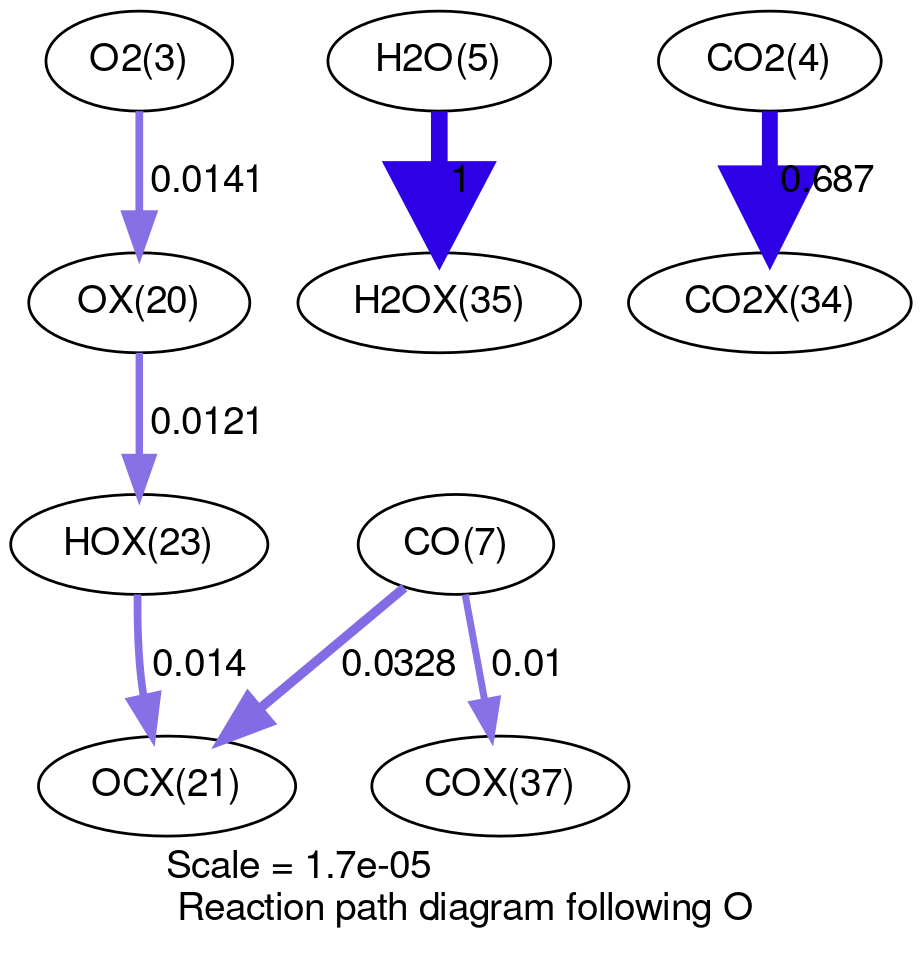 O2(3)
H2O(5)
CO2(4)
0.0141
1
0.687
OX(20)
H2OX(35)
CO2X(34)
0.0121
HOX(23)
CO(7)
0.014
0.0328
0.01
OCX(21)
COX(37)
Scale = 1.7e-05
Reaction path diagram following O